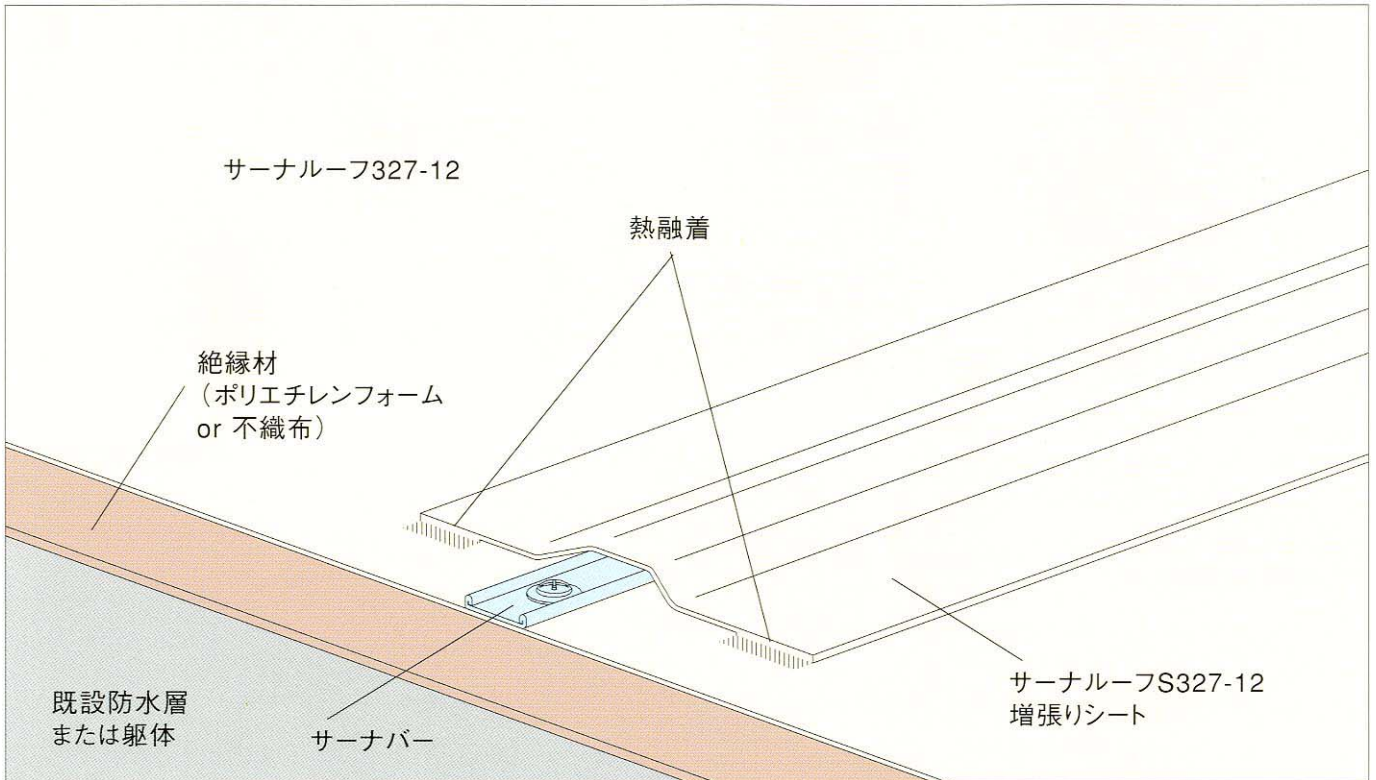 サーナルーフ327-12
熱融着
絶縁材
（ポリエチレンフォーム
or 不織布）
既設防水層
または躯体
サーナバー
サーナルーフS327-12
増張りシート